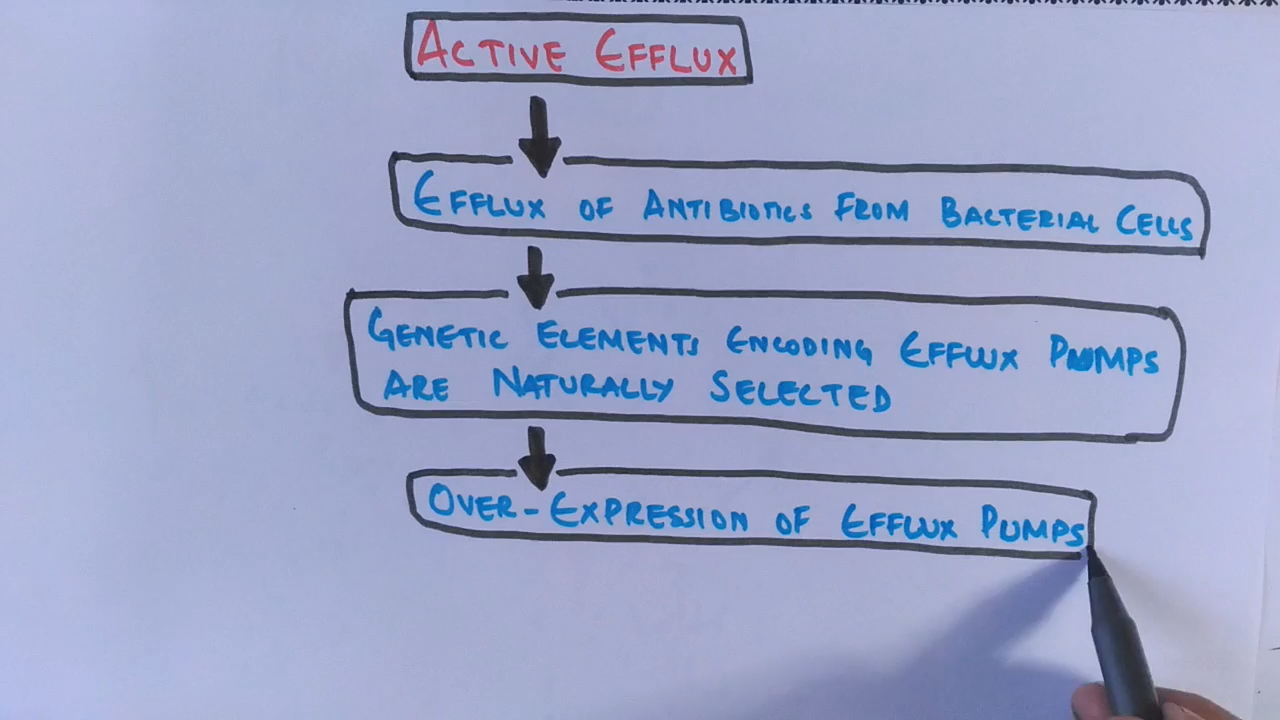 ACTIVE EFFLUX
EFFLUX OF ANTIBIOTICS FROM BACTERIAL CELLS
GENETIC ELEMENTS ENCODING EFFLUX PUMPS
ARE NATURALLY SELECTED
OVER-EXPRESSION OF EFFLUX PUMPS